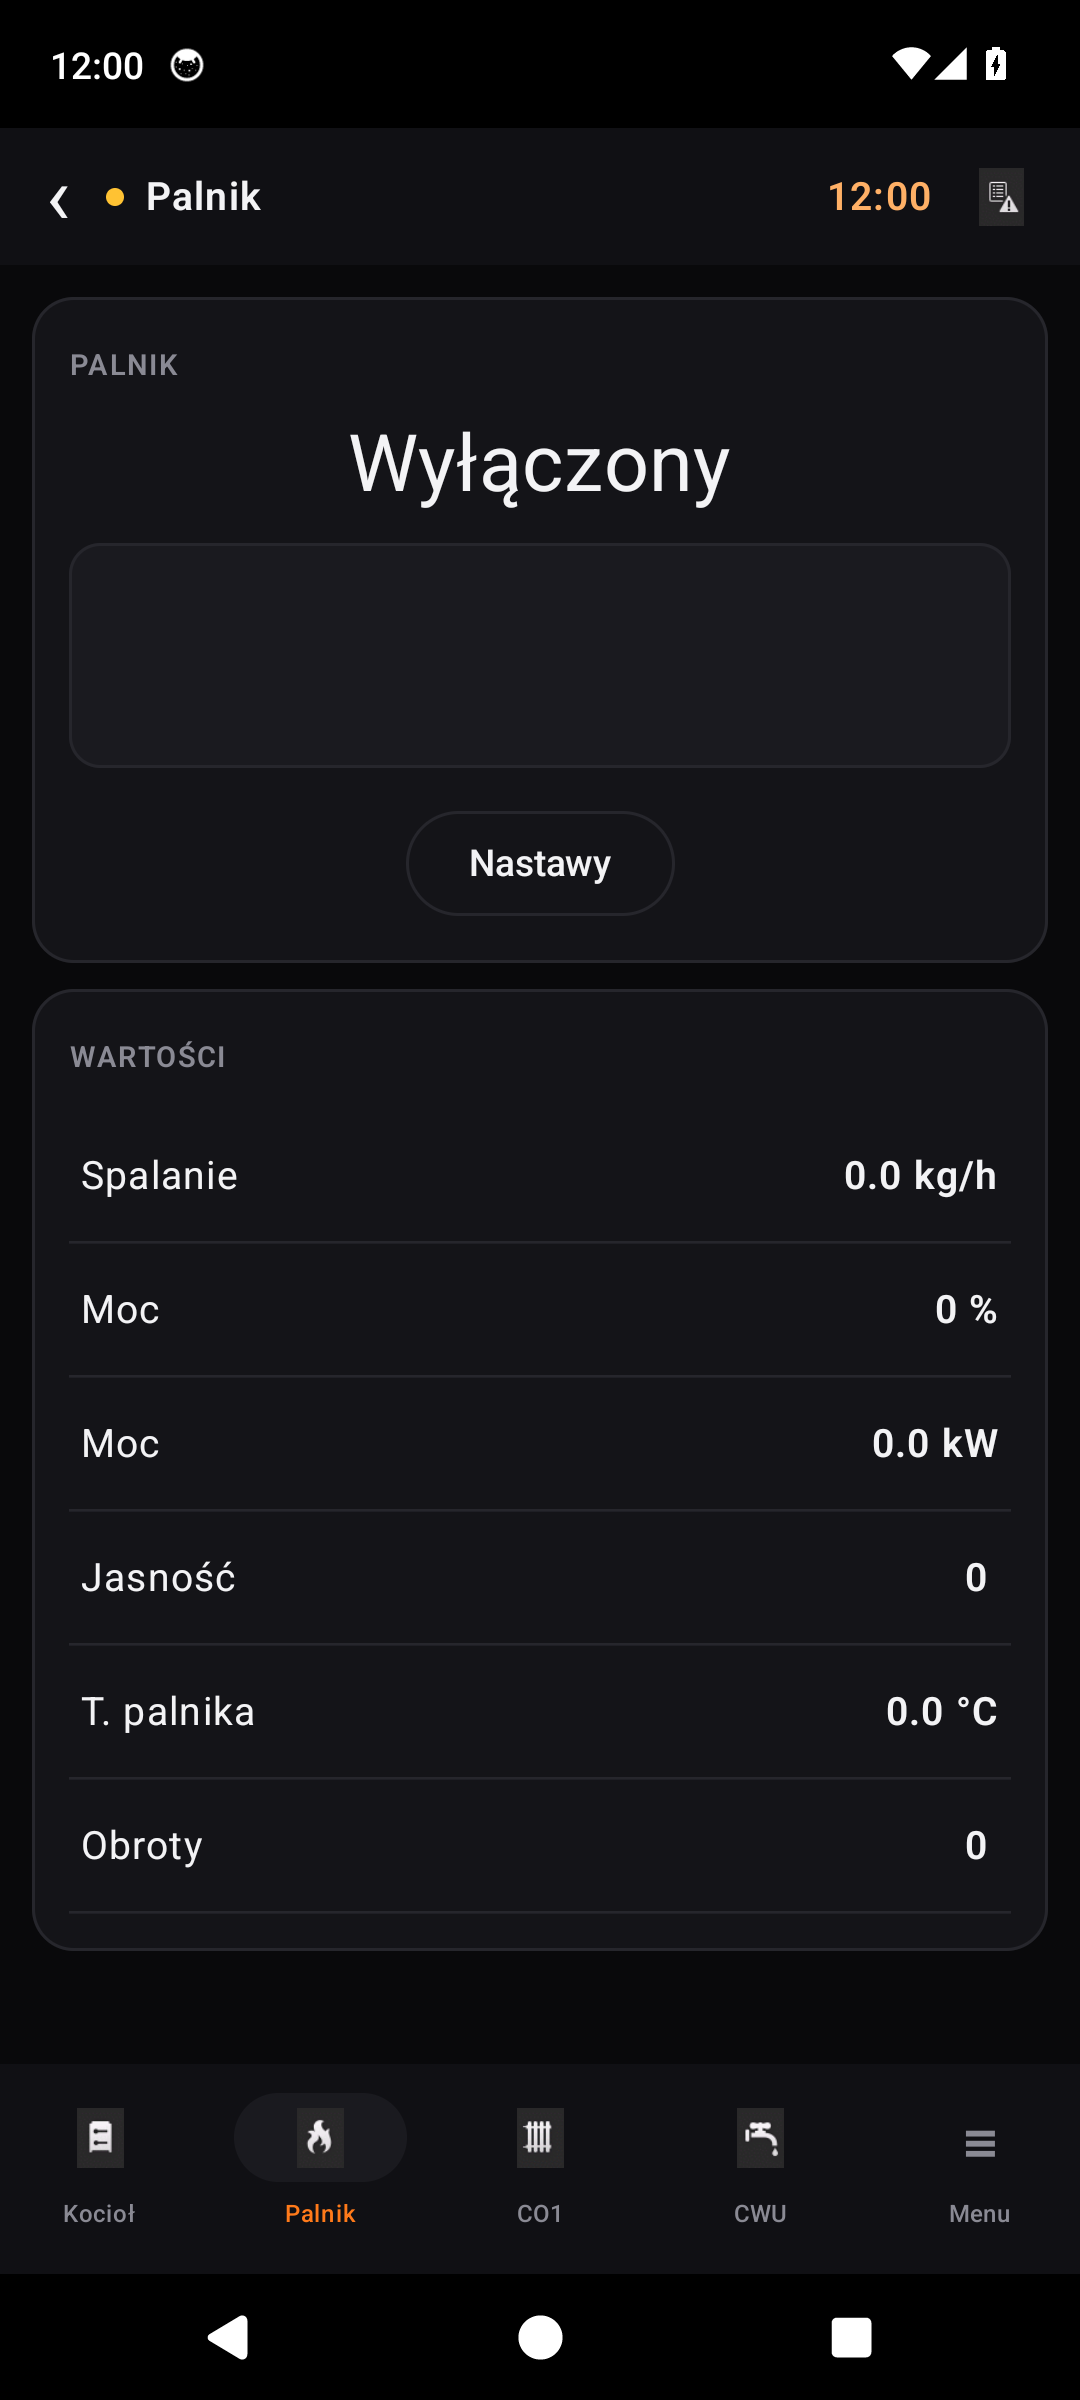 12:00
Palnik
12:00
PALNIK
Wyłączony
Nastawy
WARTOŚCI
Spalanie 0.0 kg/h
Moc 0 %
Moc 0.0 kW
Jasność 0
T. palnika 0.0 °C
Obroty 0
Kocioł Palnik CO1 CWU Menu